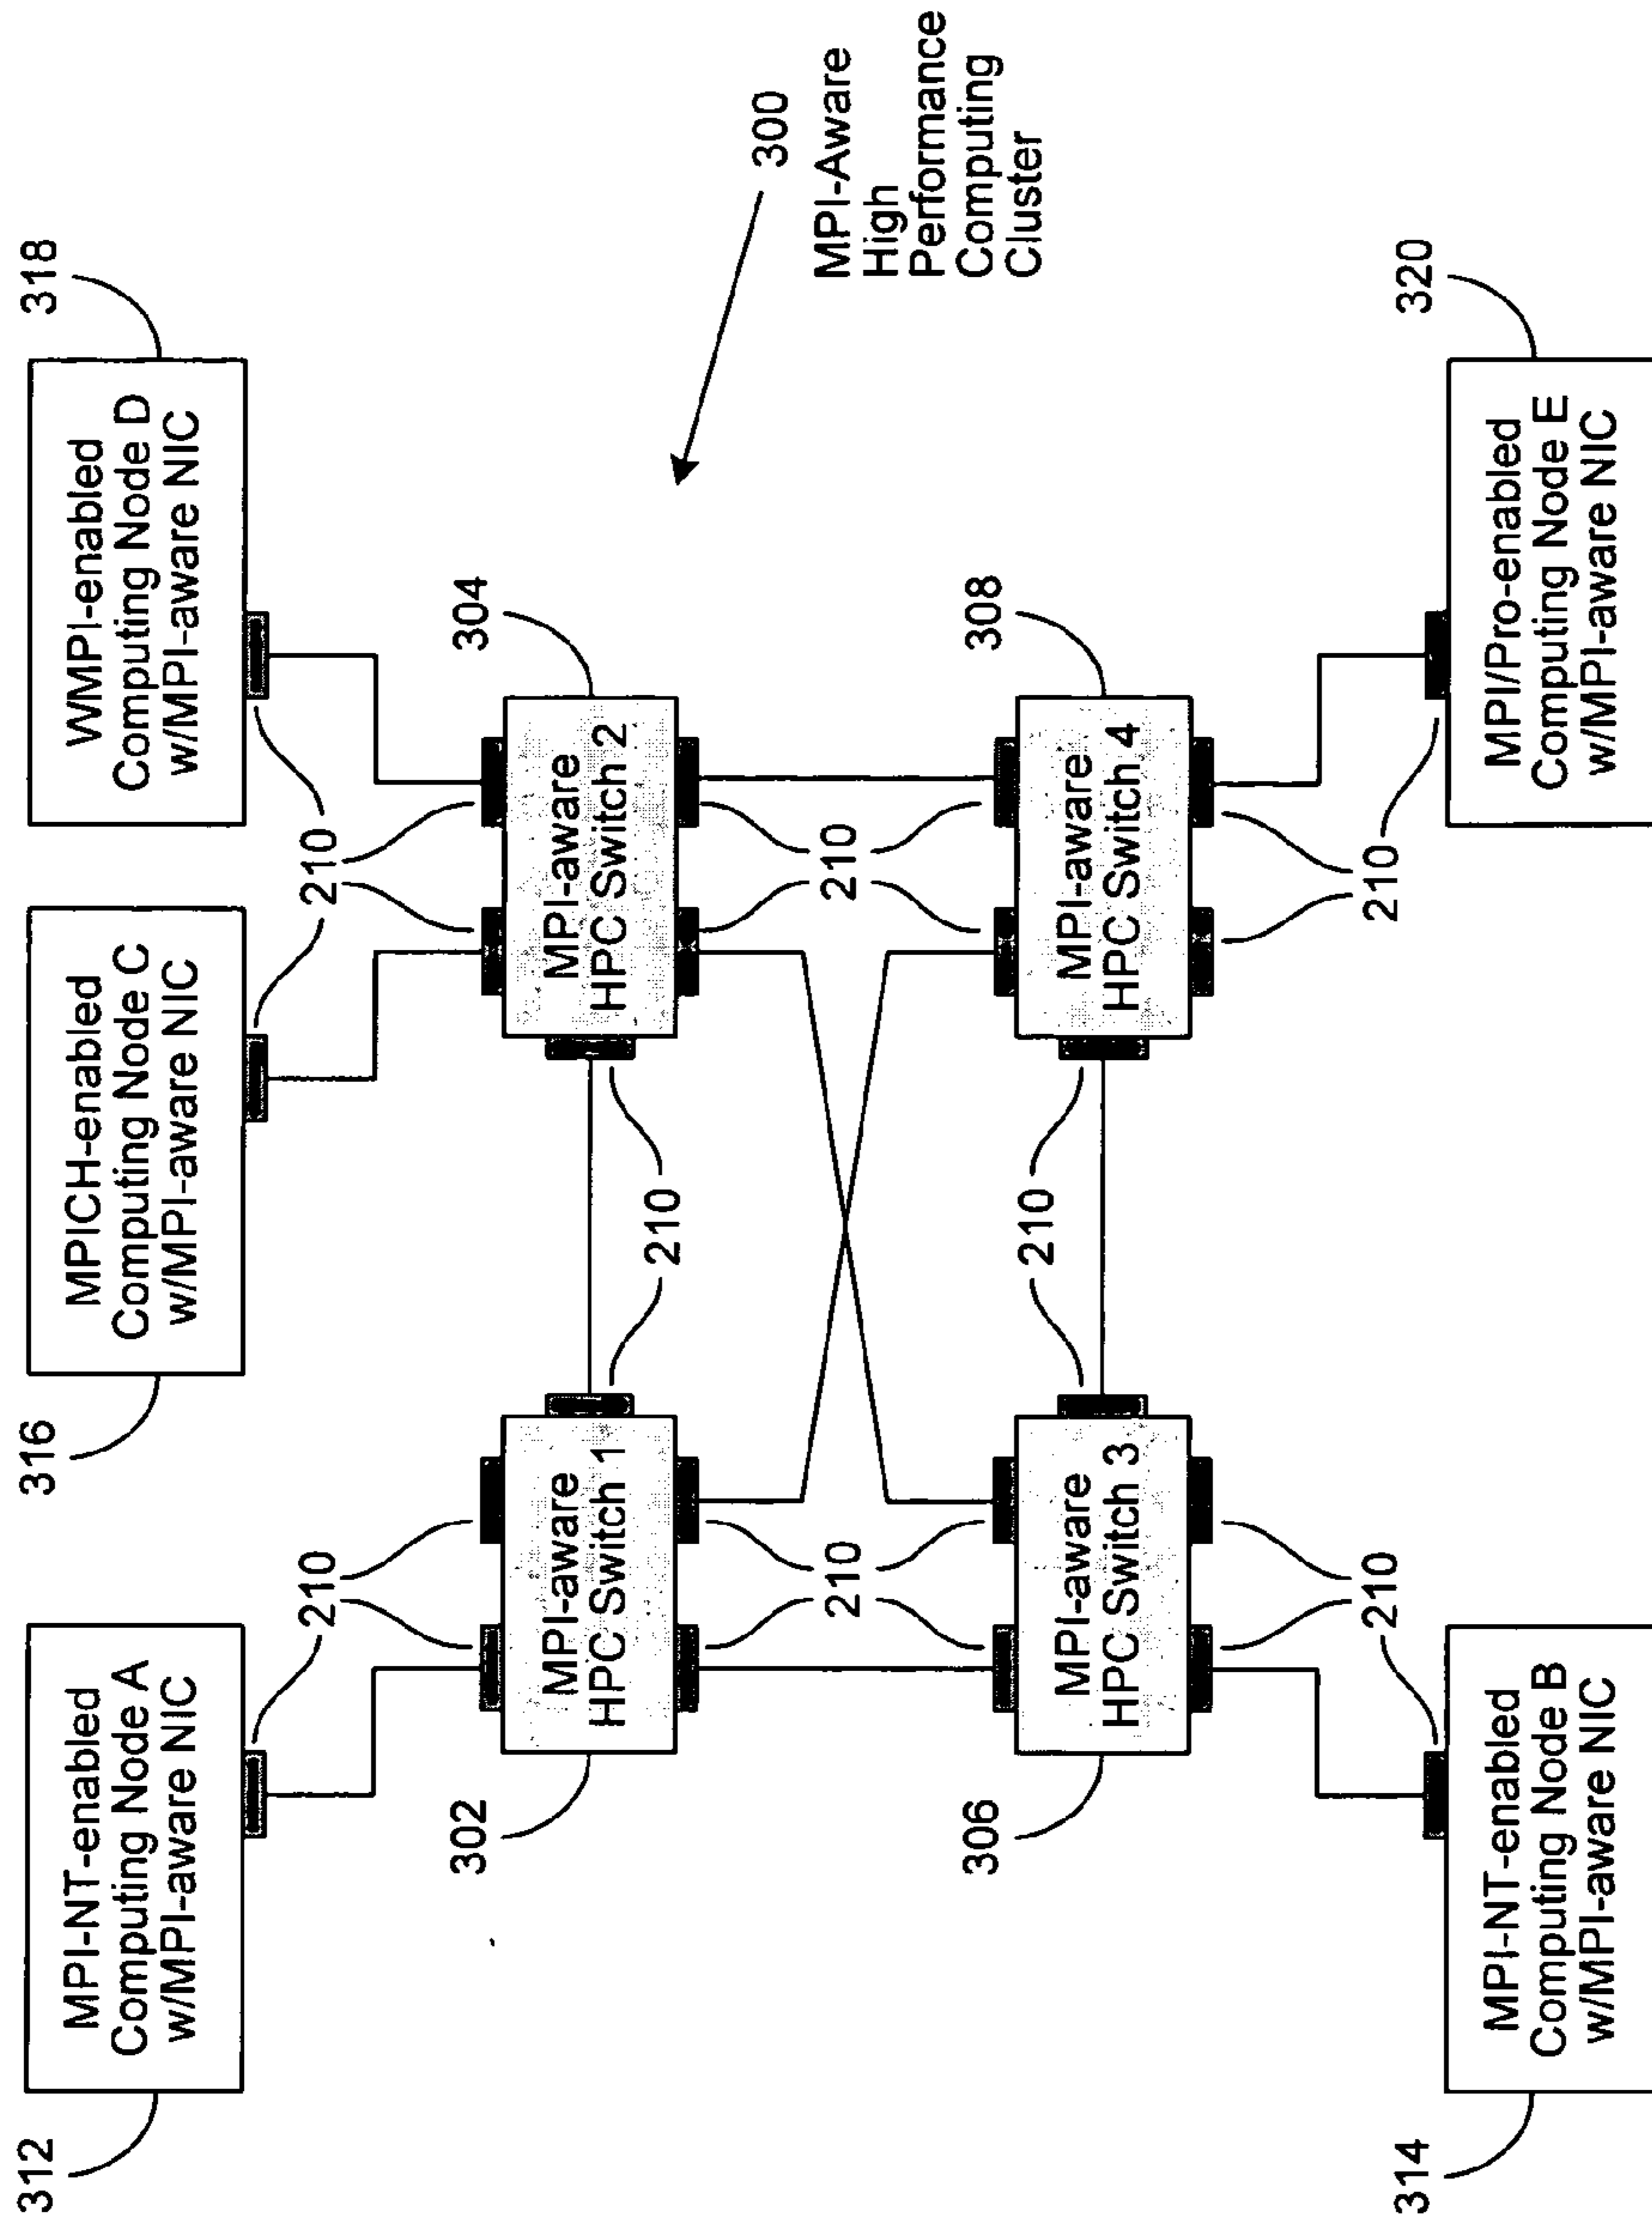 312
MPI-NT-enabled
Computing Node A
w/MPI-aware NIC
316
MPICH-enabled
Computing Node C
w/MPI-aware NIC
318
WMPI-enabled
Computing Node D
w/MPI-aware NIC
210
210
302
MPI-aware
HPC Switch 1
304
MPI-aware
HPC Switch 2
210
300
MPI-Aware
High
Performance
Computing
Cluster
210
210
306
MPI-aware
HPC Switch 3
210
308
MPI-aware
HPC Switch 4
210
210
314
MPI-NT-enabled
Computing Node B
w/MPI-aware NIC
320
MPI/Pro-enabled
Computing Node E
w/MPI-aware NIC